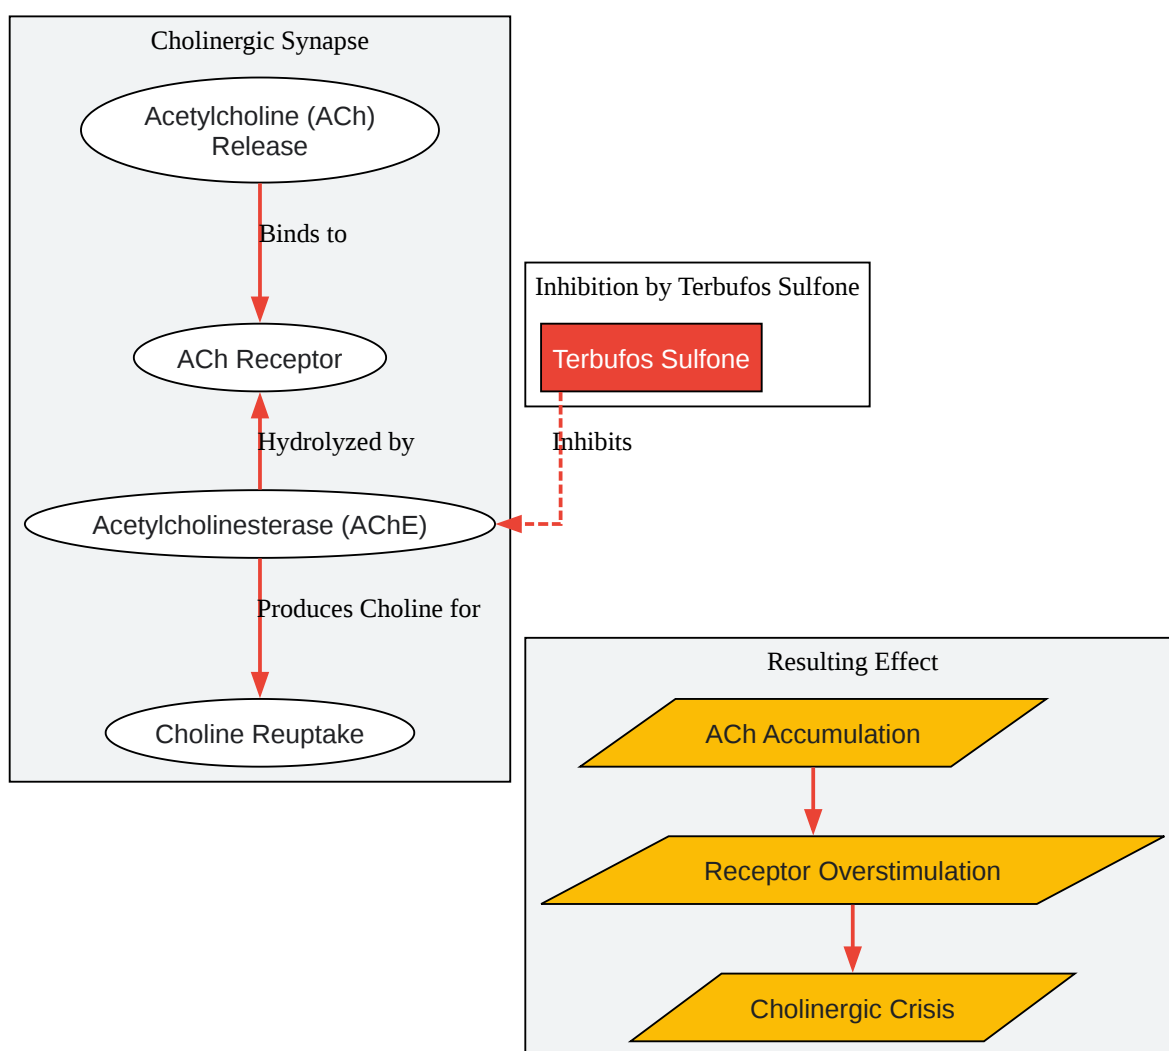 Cholinergic Synapse
Acetylcholine (ACh)
Release
Binds to
ACh Receptor
Hydrolyzed by
Acetylcholinesterase (AChE)
Produces Choline for
Choline Reuptake
Inhibition by Terbufos Sulfone
Terbufos Sulfone
Inhibits
Resulting Effect
ACh Accumulation
Receptor Overstimulation
Cholinergic Crisis